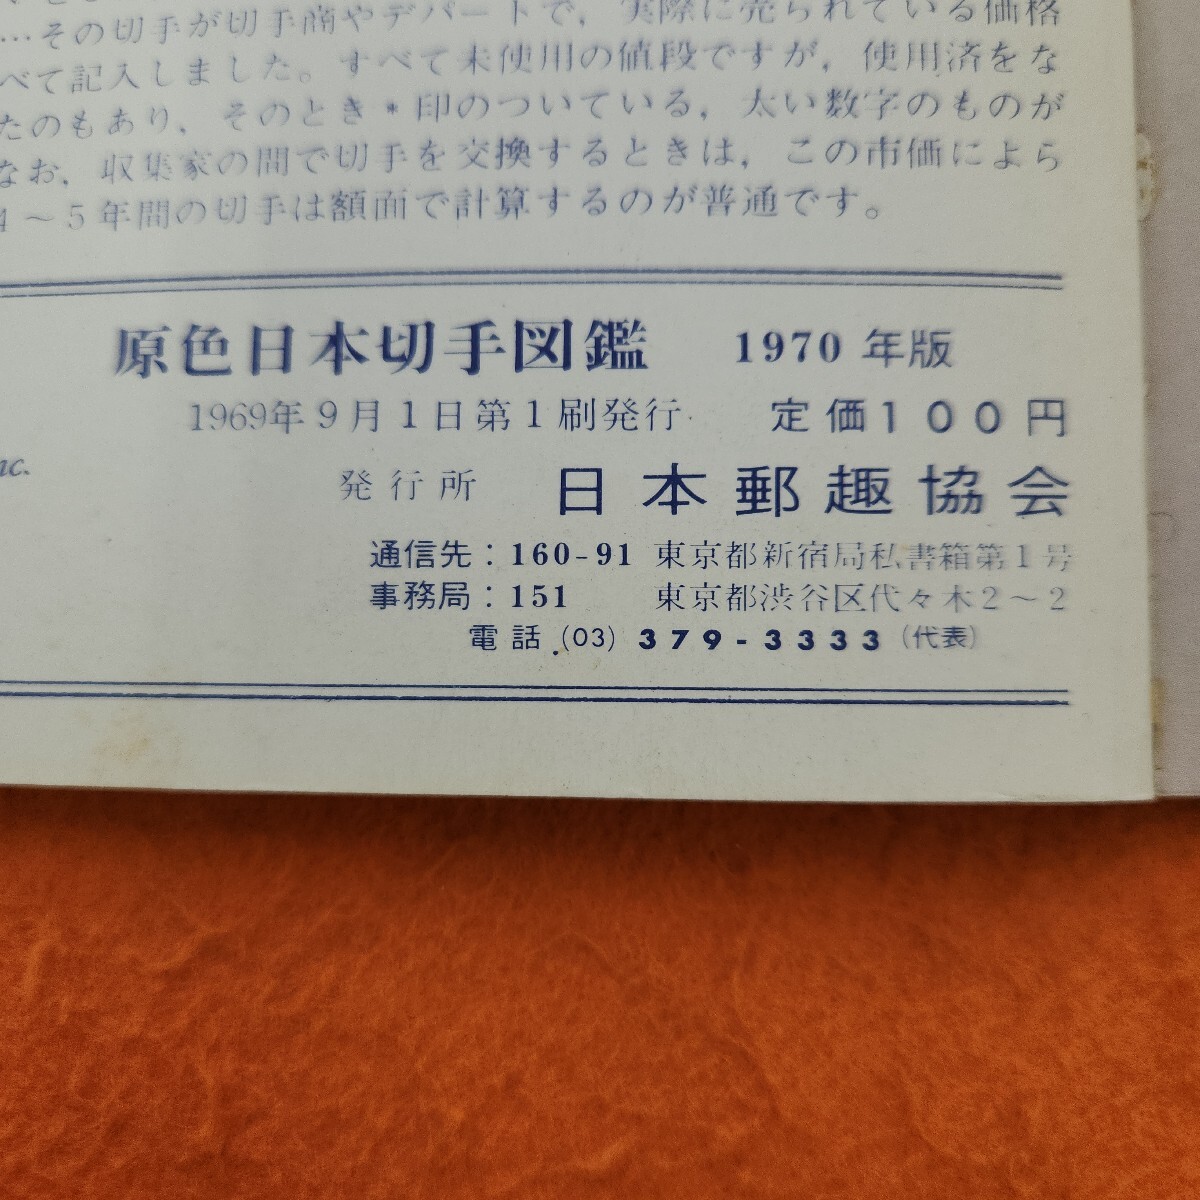 …その切手が切手商やデパートで，実際に売られている価格
べて記入しました。すべて未使用の値段ですが，使用済をな
たのもあり，そのとき＊印のついている，太い数字のものが
なお，収集家の間で切手を交換するときは，この市価によら
4～5年間の切手は額面で計算するのが普通です。
原色日本切手図鑑 1970年版
1969年9月1日第1刷発行 定価100円
nc.
発行所 日本郵趣協会
通信先：160-91 東京都新宿局私書箱第1号
事務局：151 東京都渋谷区代々木2～2
電話 (03) 379-3333 (代表)